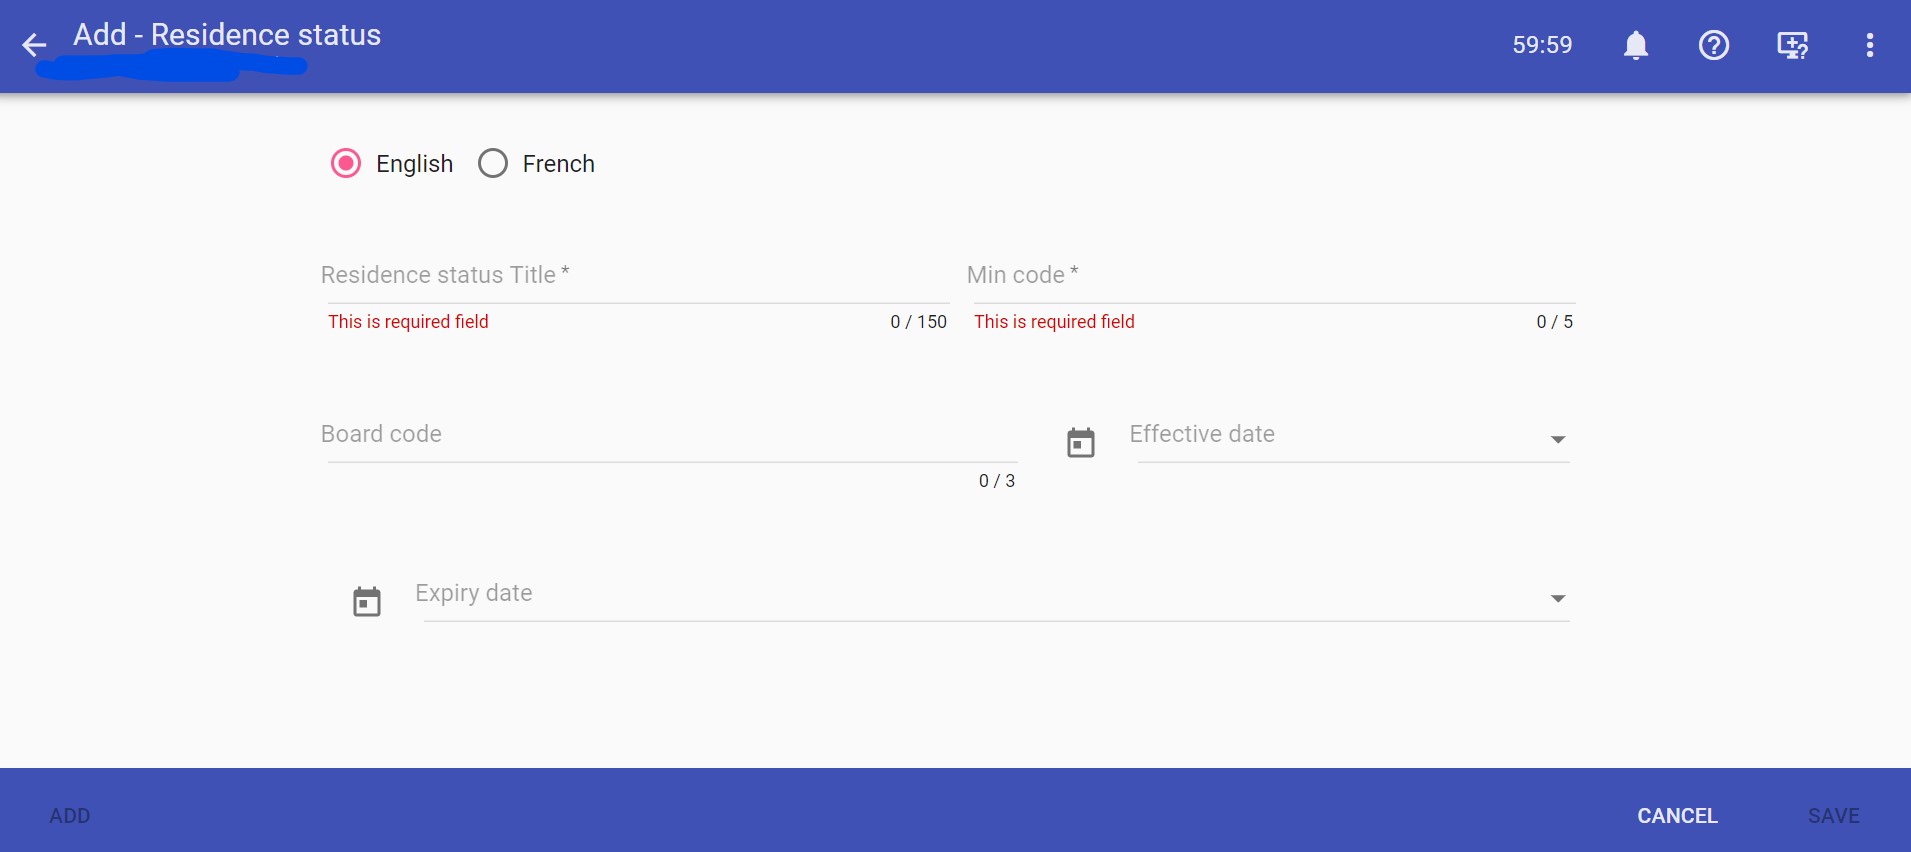 Add - Residence status
59:59
English
French
Residence status Title *
Min code *
This is required field
0 / 150
This is required field
0 / 5
Board code
Effective date
0 / 3
Expiry date
ADD
CANCEL
SAVE